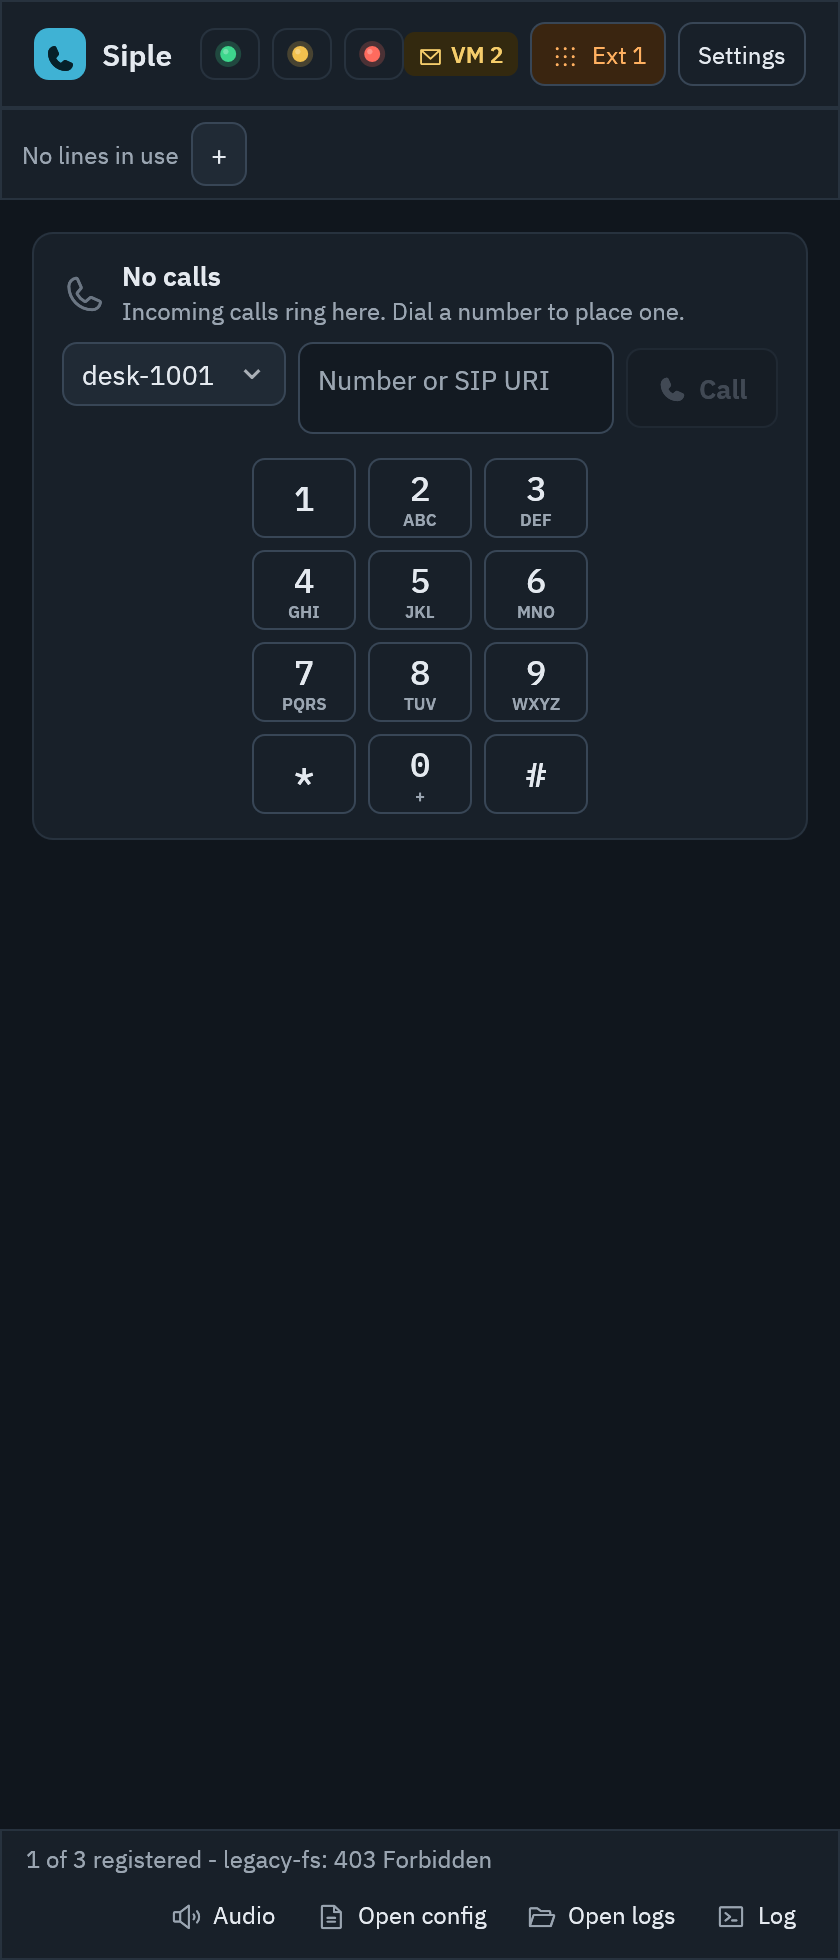 Siple VM 2 Ext 1 Settings
No lines in use +
No calls
Incoming calls ring here. Dial a number to place one.
desk-1001 Number or SIP URI Call
1 2 3
ABC DEF
4 5 6
GHI JKL MNO
7 8 9
PQRS TUV WXYZ
* 0 #
+
1 of 3 registered - legacy-fs: 403 Forbidden
Audio Open config Open logs Log